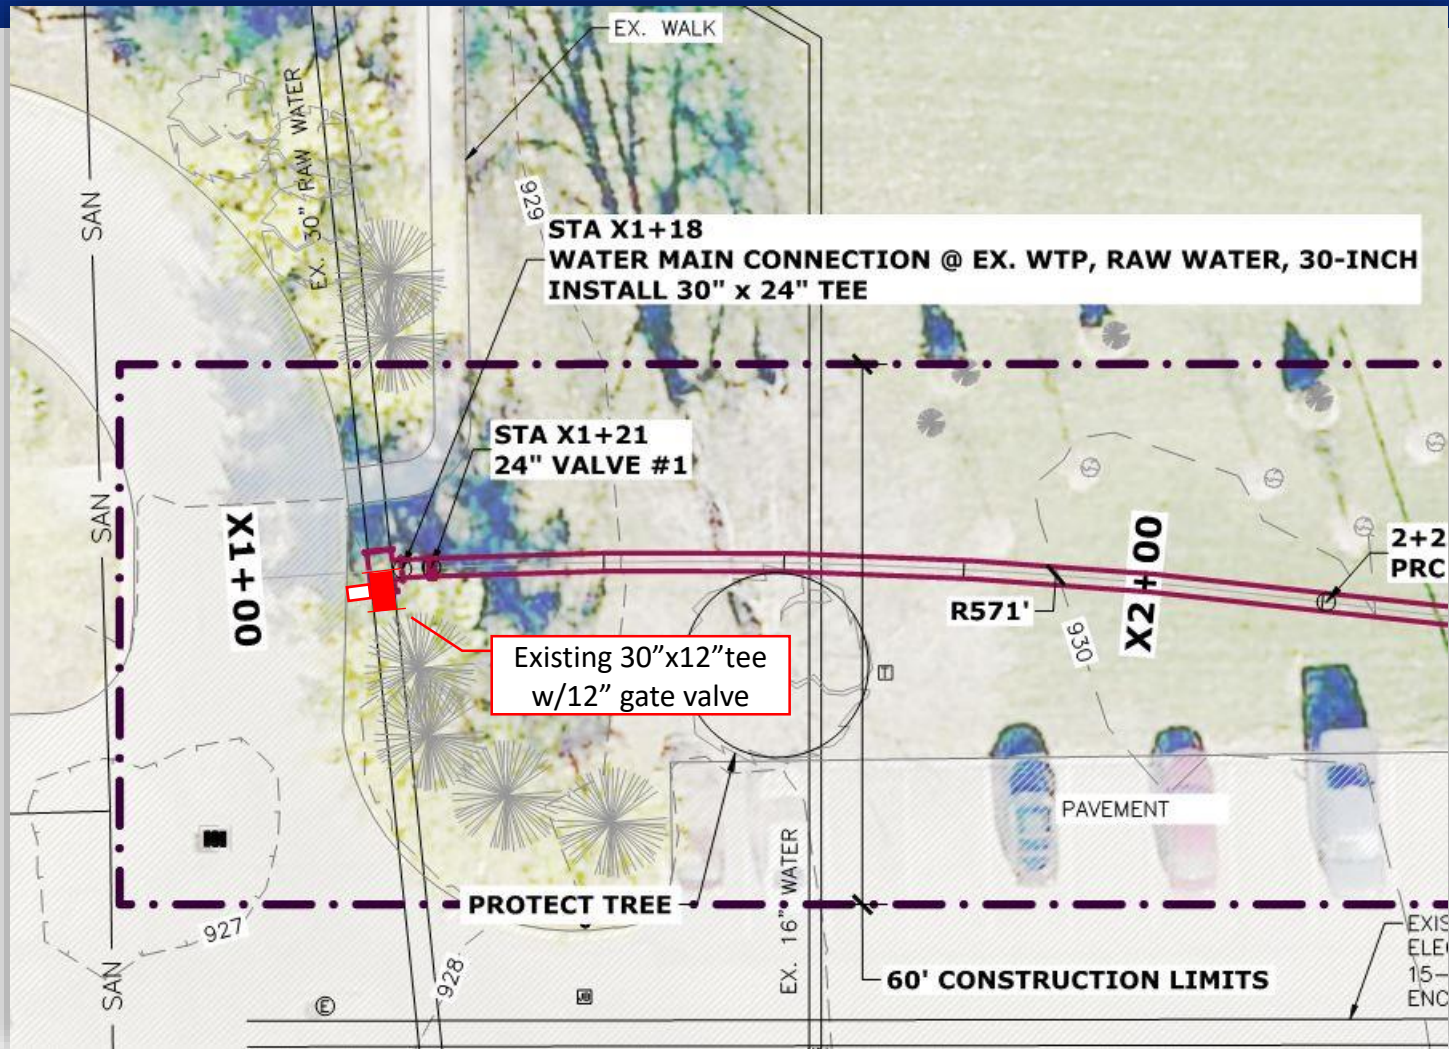 EX. WALK
EX. 30" RAW WATER
SAN
929
STA X1+18
WATER MAIN CONNECTION @ EX. WTP, RAW WATER, 30-INCH
INSTALL 30" x 24" TEE
STA X1+21
24" VALVE #1
SAN
X1+00
X2+00
2+2
PRC
R571'
930
Existing 30”x12”tee
w/12” gate valve
PAVEMENT
EX. 16" WATER
PROTECT TREE
927
928
SAN
E
T
60' CONSTRUCTION LIMITS
EXIS
ELE
15-
ENC